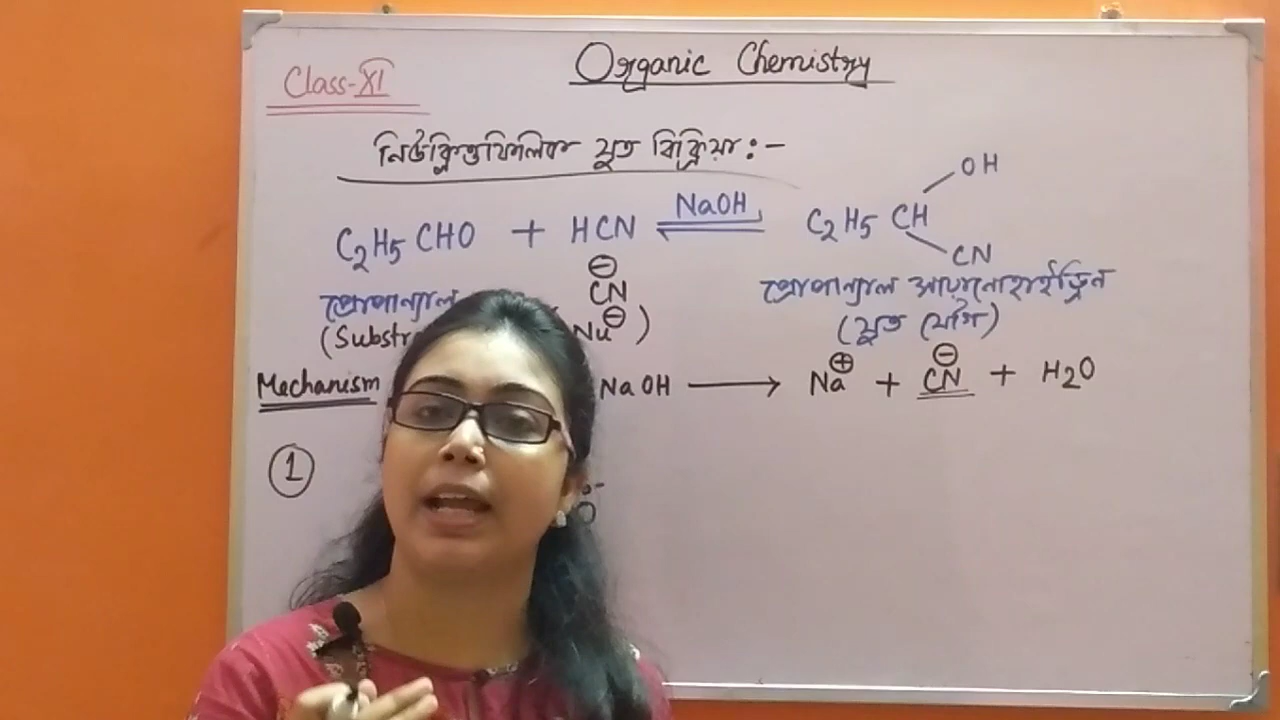 Class-XI
Organic Chemistry
নিউক্লিওফিলিক যুত বিক্রিয়া :-
OH
C2H5 CHO + HCN NaOH C2H5 CH
CN
⊖
প্রোপান্যাল CN প্রোপান্যাল সায়ানোহাইড্রিন
Nu⊖) (যুত যৌগ)
Mechanism NaOH ⟶ Na⊕ + CN⊖ + H2O
①